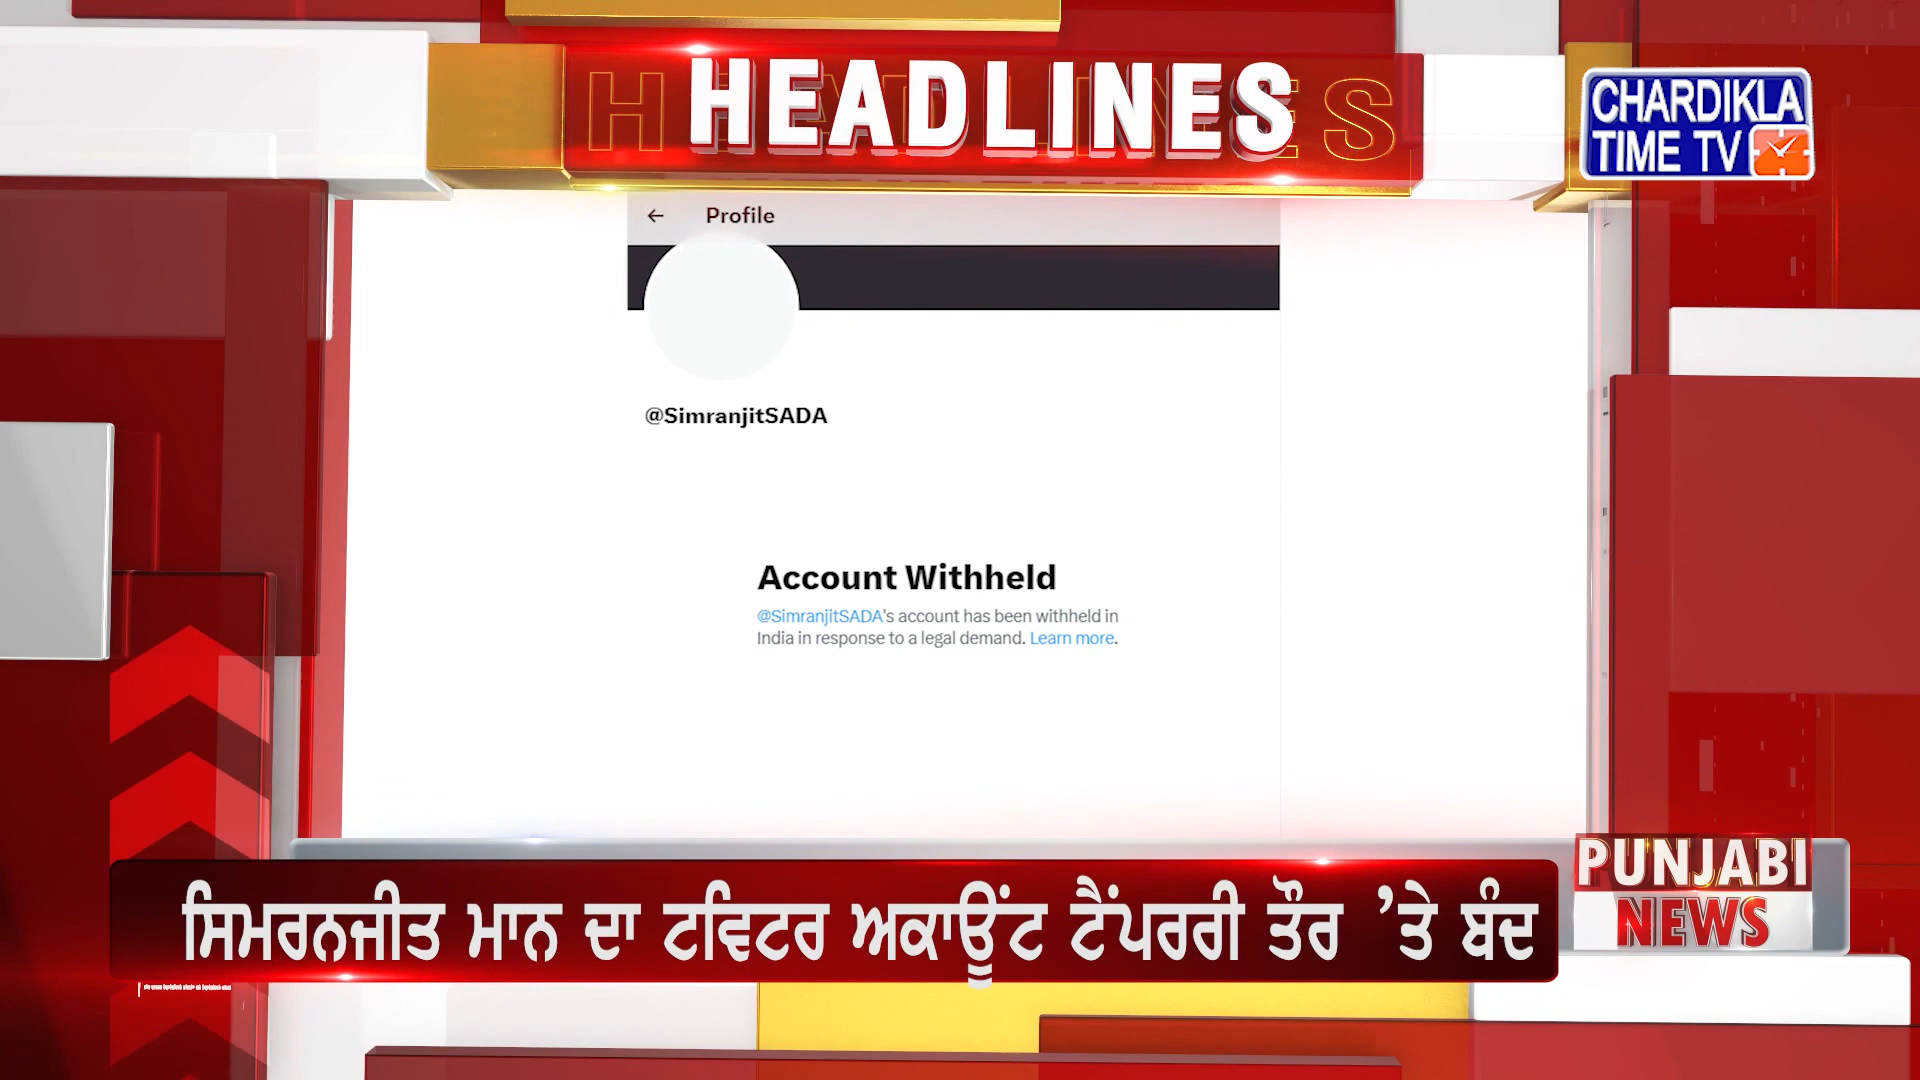 HEADLINES
CHARDIKLA
TIME TV
Profile
@SimranjitSADA
Account Withheld
@SimranjitSADA's account has been withheld in
India in response to a legal demand. Learn more.
ਸਿਮਰਨਜੀਤ ਮਾਨ ਦਾ ਟਵਿਟਰ ਅਕਾਊਂਟ ਟੈਂਪਰਰੀ ਤੌਰ ’ਤੇ ਬੰਦ
PUNJABI
NEWS